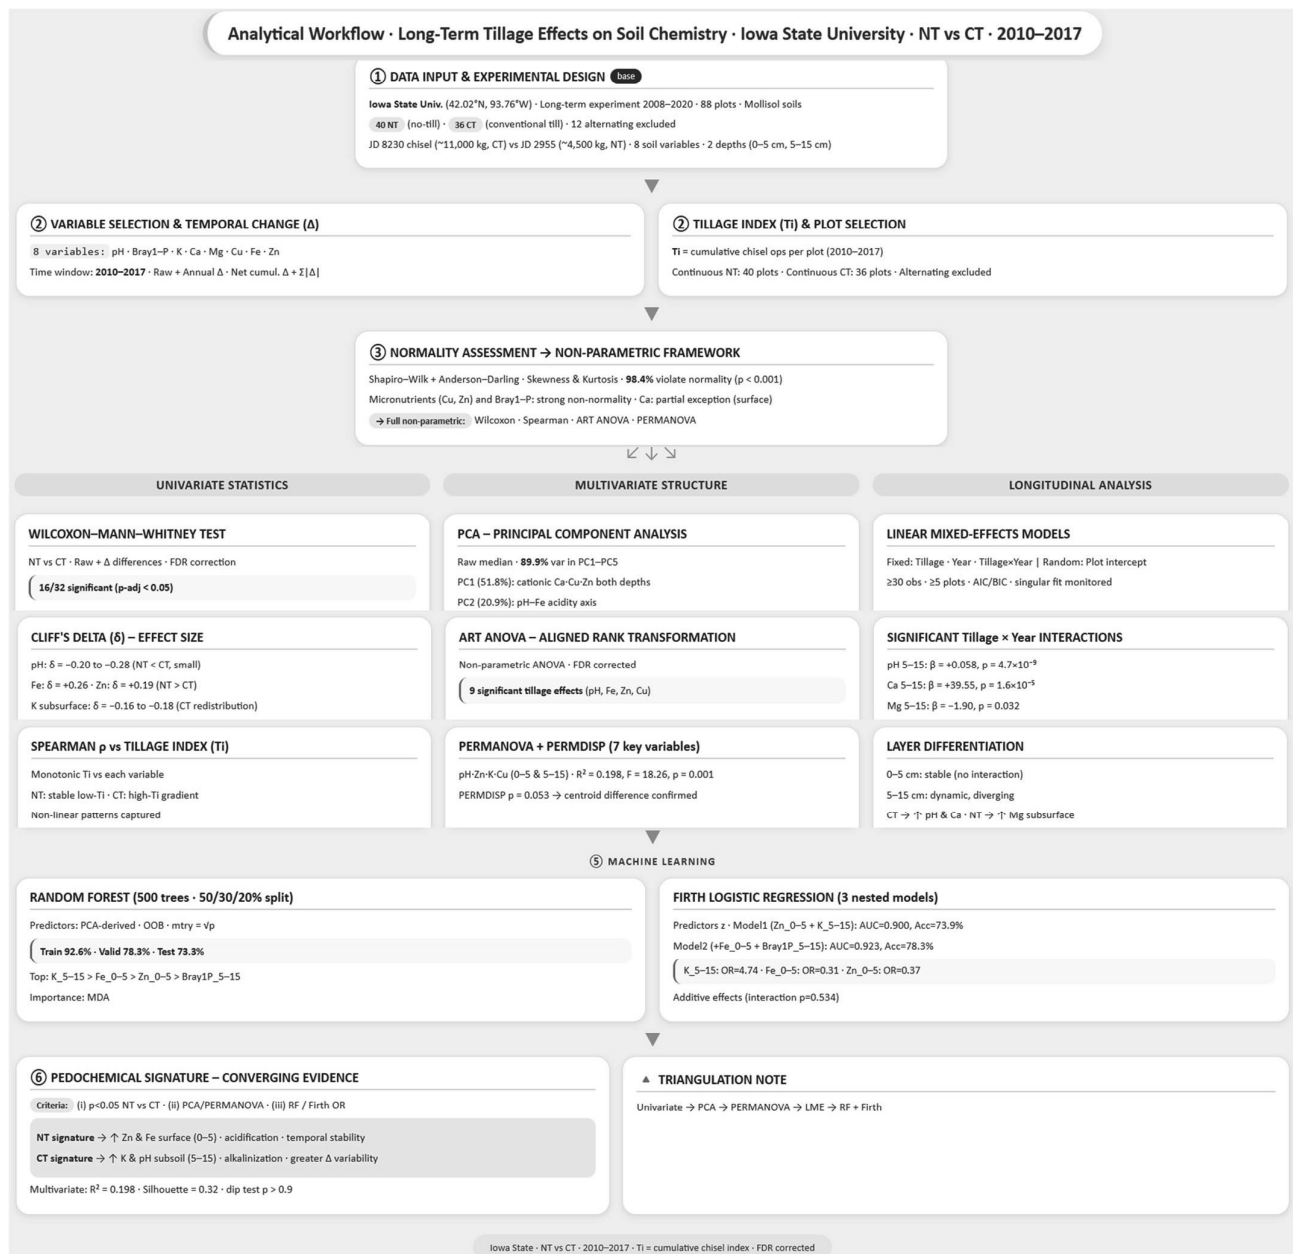 Analytical Workflow · Long-Term Tillage Effects on Soil Chemistry · Iowa State University · NT vs CT · 2010–2017
① DATA INPUT & EXPERIMENTAL DESIGN base
Iowa State Univ. (42.02°N, 93.76°W) · Long-term experiment 2008–2020 · 88 plots · Mollisol soils
40 NT (no-till) · 36 CT (conventional till) · 12 alternating excluded
JD 8230 chisel (~11,000 kg, CT) vs JD 2955 (~4,500 kg, NT) · 8 soil variables · 2 depths (0–5 cm, 5–15 cm)
② VARIABLE SELECTION & TEMPORAL CHANGE (Δ)
8 variables: pH · Bray1–P · K · Ca · Mg · Cu · Fe · Zn
Time window: 2010–2017 · Raw + Annual Δ · Net cumul. Δ + Σ|Δ|
② TILLAGE INDEX (Ti) & PLOT SELECTION
Ti = cumulative chisel ops per plot (2010–2017)
Continuous NT: 40 plots · Continuous CT: 36 plots · Alternating excluded
③ NORMALITY ASSESSMENT → NON-PARAMETRIC FRAMEWORK
Shapiro–Wilk + Anderson–Darling · Skewness & Kurtosis · 98.4% violate normality (p < 0.001)
Micronutrients (Cu, Zn) and Bray1–P: strong non-normality · Ca: partial exception (surface)
→ Full non-parametric: Wilcoxon · Spearman · ART ANOVA · PERMANOVA
↙ ↓ ↘
UNIVARIATE STATISTICS
WILCOXON–MANN–WHITNEY TEST
NT vs CT · Raw + Δ differences · FDR correction
16/32 significant (p-adj < 0.05)
CLIFF'S DELTA (δ) – EFFECT SIZE
pH: δ = −0.20 to −0.28 (NT < CT, small)
Fe: δ = +0.26 · Zn: δ = +0.19 (NT > CT)
K subsurface: δ = −0.16 to −0.18 (CT redistribution)
SPEARMAN ρ vs TILLAGE INDEX (Ti)
Monotonic Ti vs each variable
NT: stable low-Ti · CT: high-Ti gradient
Non-linear patterns captured
MULTIVARIATE STRUCTURE
PCA – PRINCIPAL COMPONENT ANALYSIS
Raw median · 89.9% var in PC1–PC5
PC1 (51.8%): cationic Ca·Cu·Zn both depths
PC2 (20.9%): pH–Fe acidity axis
ART ANOVA – ALIGNED RANK TRANSFORMATION
Non-parametric ANOVA · FDR corrected
9 significant tillage effects (pH, Fe, Zn, Cu)
PERMANOVA + PERMDISP (7 key variables)
pH·Zn·K·Cu (0–5 & 5–15) · R² = 0.198, F = 18.26, p = 0.001
PERMDISP p = 0.053 → centroid difference confirmed
LONGITUDINAL ANALYSIS
LINEAR MIXED-EFFECTS MODELS
Fixed: Tillage · Year · Tillage×Year | Random: Plot intercept
≥30 obs · ≥5 plots · AIC/BIC · singular fit monitored
SIGNIFICANT Tillage × Year INTERACTIONS
pH 5–15: β = +0.058, p = 4.7×10⁻⁹
Ca 5–15: β = +39.55, p = 1.6×10⁻⁵
Mg 5–15: β = −1.90, p = 0.032
LAYER DIFFERENTIATION
0–5 cm: stable (no interaction)
5–15 cm: dynamic, diverging
CT → ↑ pH & Ca · NT → ↑ Mg subsurface
⑤ MACHINE LEARNING
RANDOM FOREST (500 trees · 50/30/20% split)
Predictors: PCA-derived · OOB · mtry = √p
Train 92.6% · Valid 78.3% · Test 73.3%
Top: K_5–15 > Fe_0–5 > Zn_0–5 > Bray1P_5–15
Importance: MDA
FIRTH LOGISTIC REGRESSION (3 nested models)
Predictors z · Model1 (Zn_0–5 + K_5–15): AUC=0.900, Acc=73.9%
Model2 (+Fe_0–5 + Bray1P_5–15): AUC=0.923, Acc=78.3%
K_5–15: OR=4.74 · Fe_0–5: OR=0.31 · Zn_0–5: OR=0.37
Additive effects (interaction p=0.534)
⑥ PEDOCHEMICAL SIGNATURE – CONVERGING EVIDENCE
Criteria: (i) p<0.05 NT vs CT · (ii) PCA/PERMANOVA · (iii) RF / Firth OR
NT signature → ↑ Zn & Fe surface (0–5) · acidification · temporal stability
CT signature → ↑ K & pH subsoil (5–15) · alkalinization · greater Δ variability
Multivariate: R² = 0.198 · Silhouette = 0.32 · dip test p > 0.9
▲ TRIANGULATION NOTE
Univariate → PCA → PERMANOVA → LME → RF + Firth
Iowa State · NT vs CT · 2010–2017 · Ti = cumulative chisel index · FDR corrected